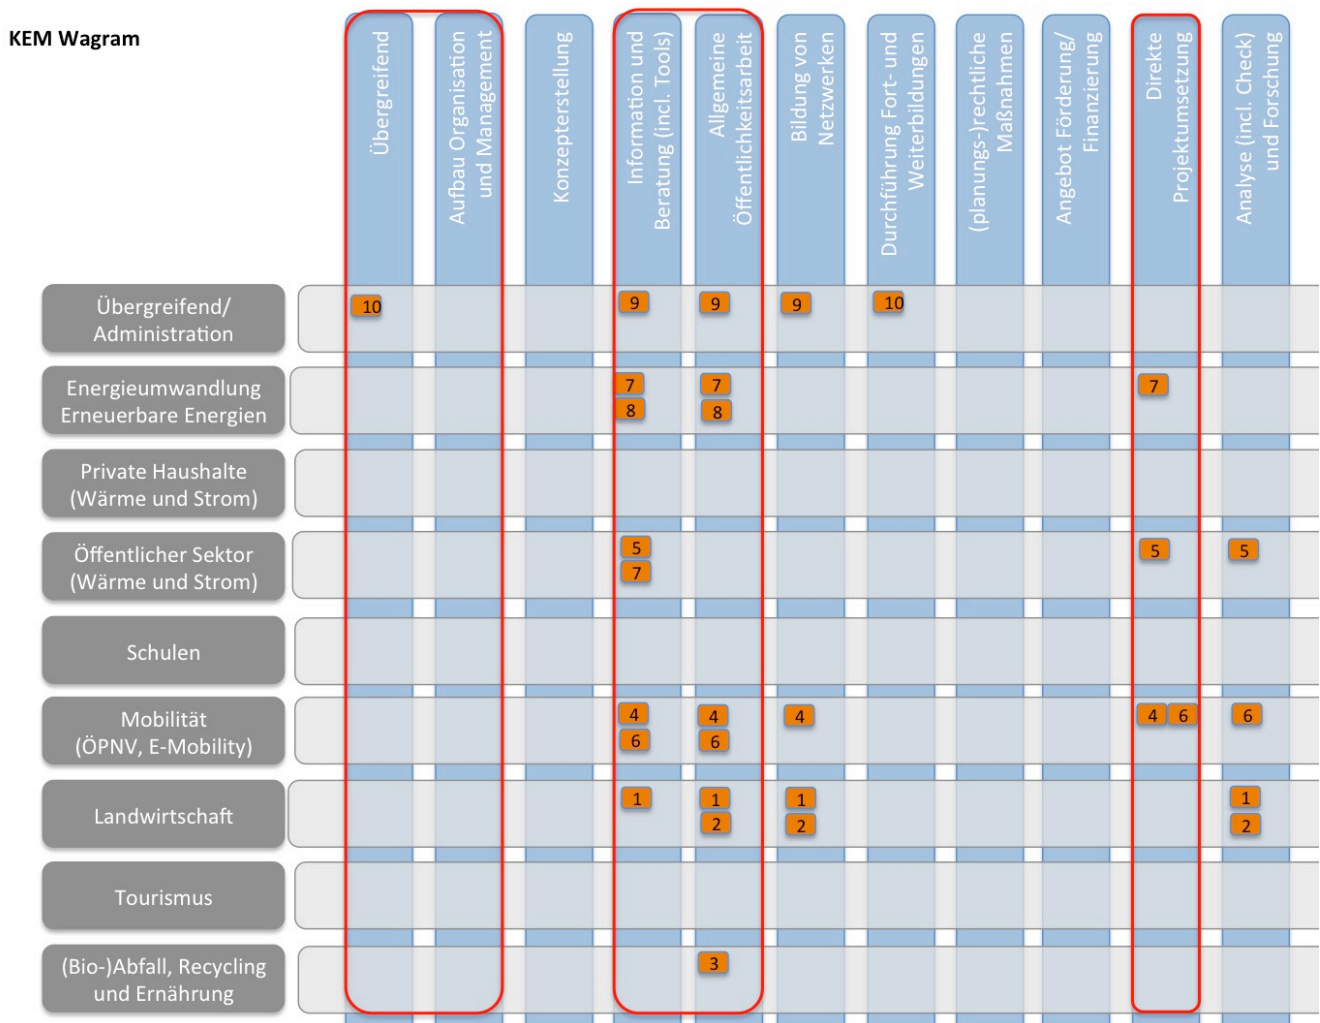 KEM Wagram
Übergreifend
Aufbau Organisation
und Management
Konzepterstellung
Information und
Beratung (incl. Tools)
Allgemeine
Öffentlichkeitsarbeit
Bildung von
Netzwerken
Durchführung Fort- und
Weiterbildungen
(planungs-)rechtliche
Maßnahmen
Angebot Förderung/
Finanzierung
Direkte
Projektumsetzung
Analyse (incl. Check)
und Forschung
Übergreifend/
Administration
10 9 9 9 10
Energieumwandlung
Erneuerbare Energien
7 7 7
8 8
Private Haushalte
(Wärme und Strom)
Öffentlicher Sektor
(Wärme und Strom)
5 5 5
7
Schulen
Mobilität
(ÖPNV, E-Mobility)
4 4 4 4 6 6
6 6
Landwirtschaft
1 1 1 1
2 2 2
Tourismus
(Bio-)Abfall, Recycling
und Ernährung
3